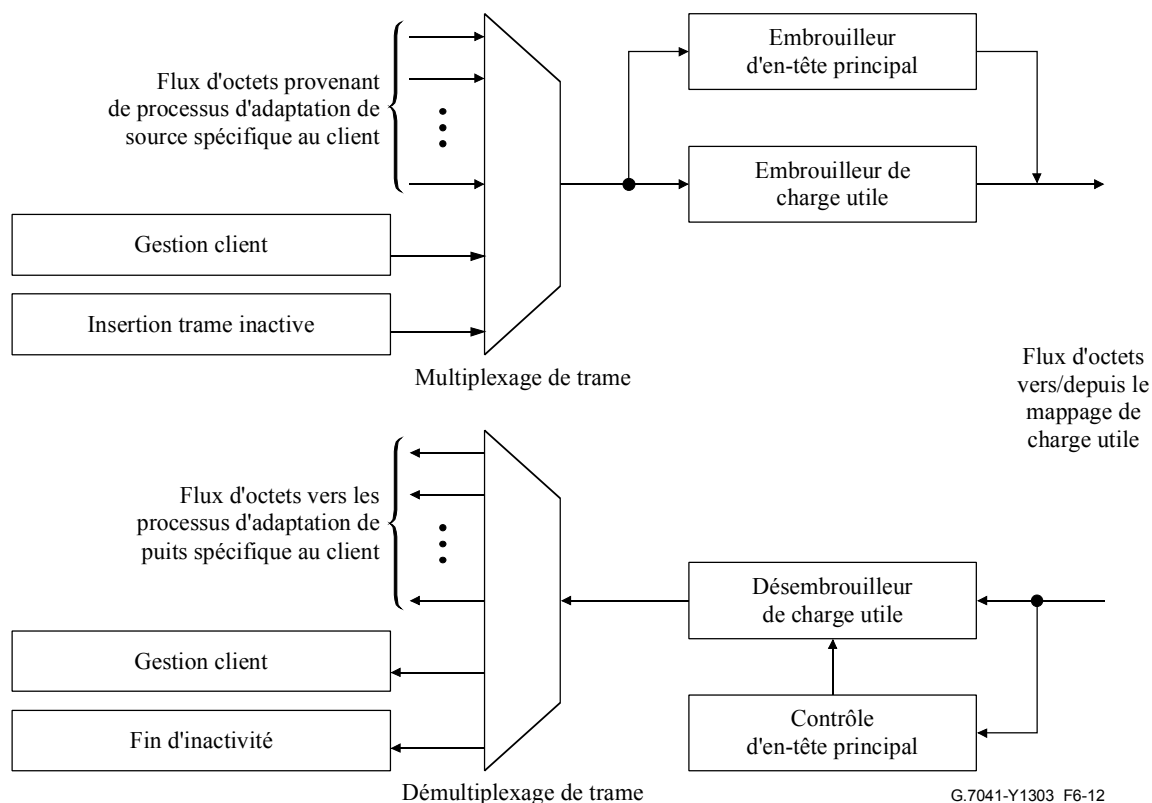 Flux d'octets provenant
de processus d'adaptation de
source spécifique au client
Embrouilleur
d'en-tête principal
Embrouilleur de
charge utile
Gestion client
Insertion trame inactive
Multiplexage de trame
Flux d'octets
vers/depuis le
mappage de
charge utile
Flux d'octets vers les
processus d'adaptation de
puits spécifique au client
Désembrouilleur
de charge utile
Gestion client
Contrôle
d'en-tête principal
Fin d'inactivité
Démultiplexage de trame
G.7041-Y1303 F6-12